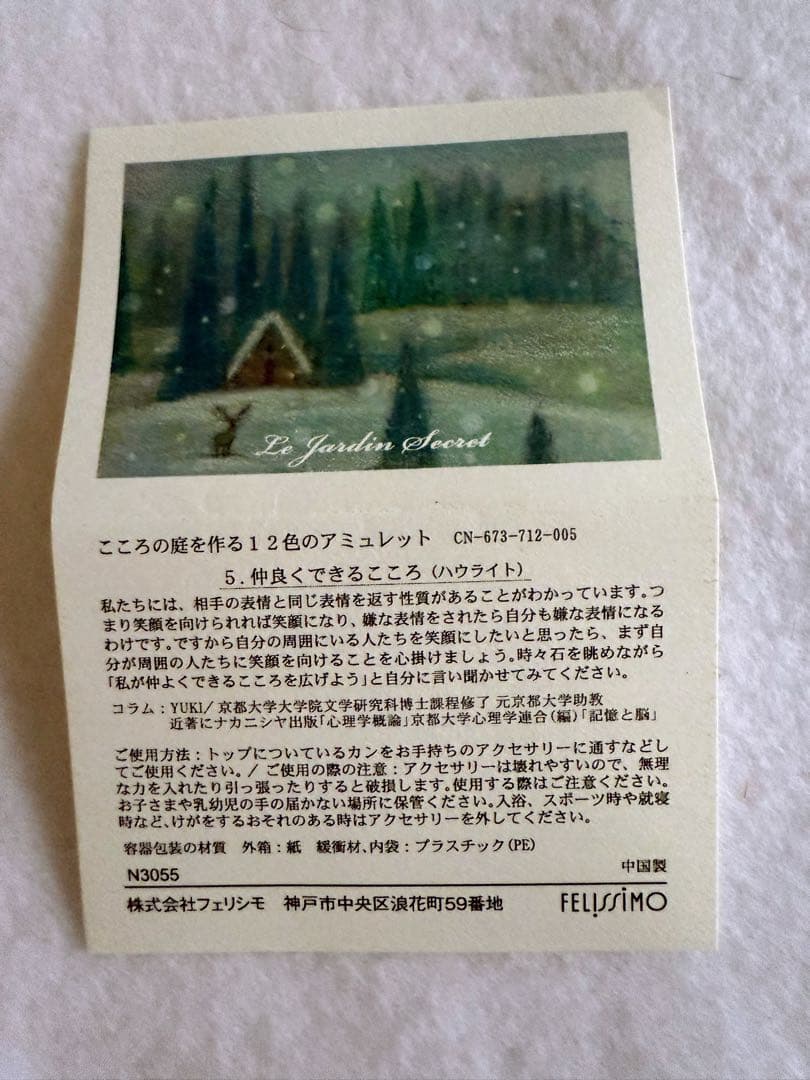 Le Jardin Secret
こころの庭を作る12色のアミュレット CN-673-712-005
5.仲良くできるこころ(ハウライト)
私たちには、相手の表情と同じ表情を返す性質があることがわかっています。つ
まり笑顔を向けられれば笑顔になり、嫌な表情をされたら自分も嫌な表情になる
わけです。ですから自分の周囲にいる人たちを笑顔にしたいと思ったら、まず自
分が周囲の人たちに笑顔を向けることを心掛けましょう。時々石を眺めながら
「私が仲よくできるこころを広げよう」と自分に言い聞かせてみてください。
コラム:YUKI/京都大学大学院文学研究科博士課程修了 元京都大学助教
近著にナカニシヤ出版「心理学概論」京都大学心理学連合(編)「記憶と脳」
ご使用方法:トップについているカンをお手持ちのアクセサリーに通すなどし
てご使用ください。/ご使用の際の注意:アクセサリーは壊れやすいので、無理
な力を入れたり引っ張ったりすると破損します。使用する際はご注意ください。
お子さまや乳幼児の手の届かない場所に保管ください。入浴、スポーツ時や就寝
時など、けがをするおそれのある時はアクセサリーを外してください。
容器包装の材質 外箱:紙 緩衝材、内袋:プラスチック(PE)
N3055 中国製
株式会社フェリシモ 神戸市中央区浪花町59番地 FELISSIMO